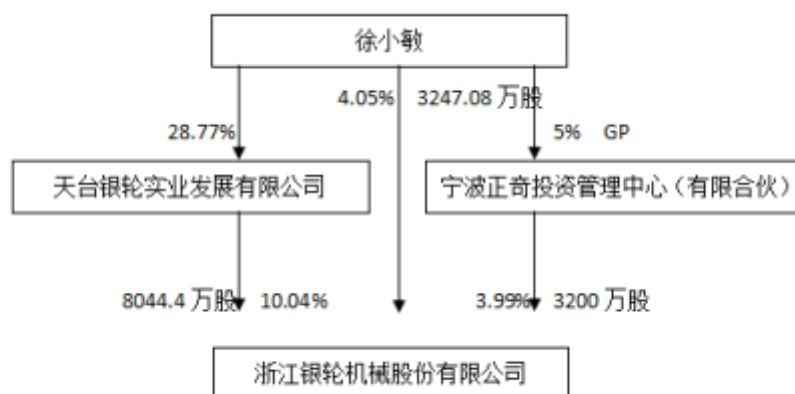 徐小敏
4.05% 3247.08 万股
28.77% 5% GP
天台银轮实业发展有限公司 宁波正奇投资管理中心（有限合伙）
8044.4 万股 10.04% 3.99% 3200 万股
浙江银轮机械股份有限公司